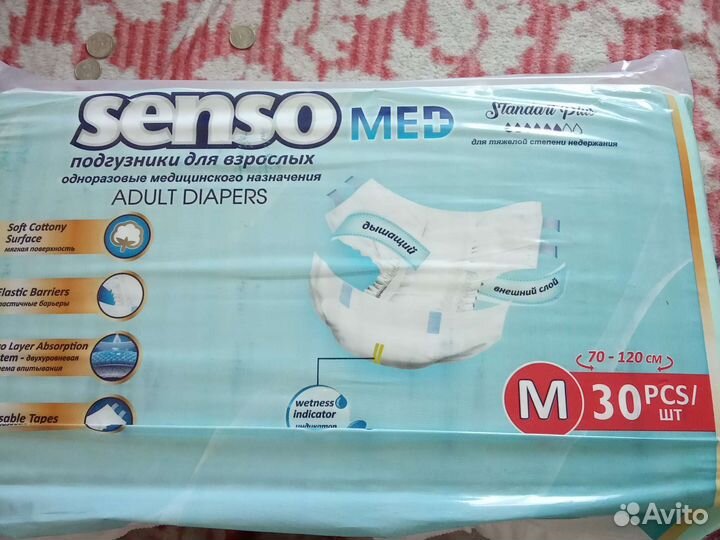 senso MED
подгузники для взрослых
одноразовые медицинского назначения
ADULT DIAPERS
Standart Plus
для тяжелой степени недержания
Soft Cottony
Surface
мягкая поверхность
Elastic Barriers
эластичные барьеры
Layer Absorption
двухуровневая
впитывания
Tapes
дышащий
внешний слой
wetness
indicator
индикатор
70 - 120 см
M 30 PCS/
ШТ
Avito